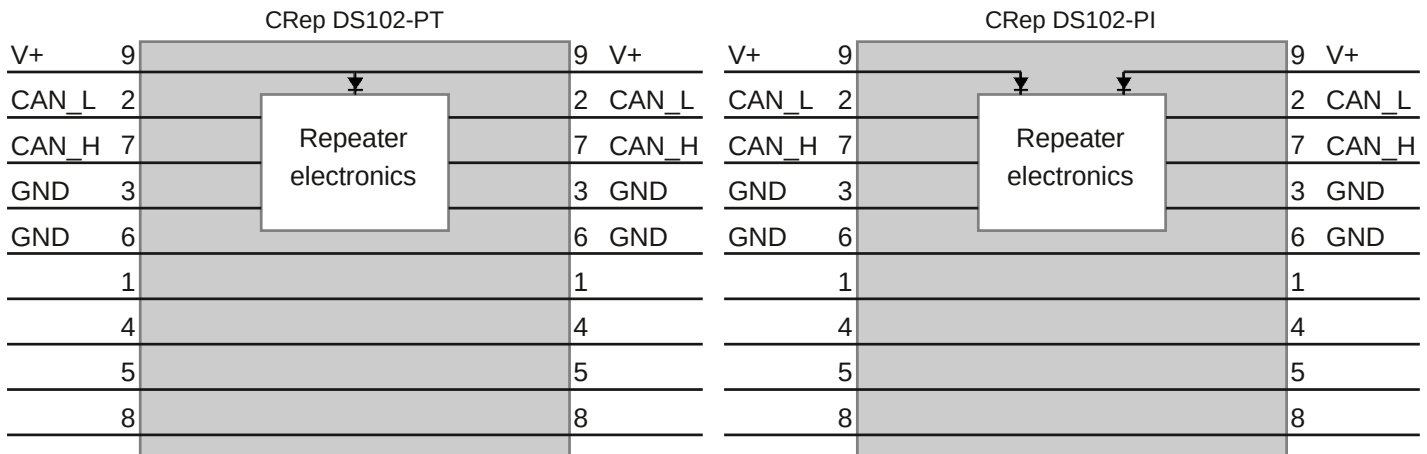 CRep DS102-PT
V+ 9 9 V+
CAN_L 2 2 CAN_L
CAN_H 7 Repeater 7 CAN_H
electronics
GND 3 3 GND
GND 6 6 GND
1 1
4 4
5 5
8 8
CRep DS102-PI
V+ 9 9 V+
CAN_L 2 2 CAN_L
CAN_H 7 Repeater 7 CAN_H
electronics
GND 3 3 GND
GND 6 6 GND
1 1
4 4
5 5
8 8